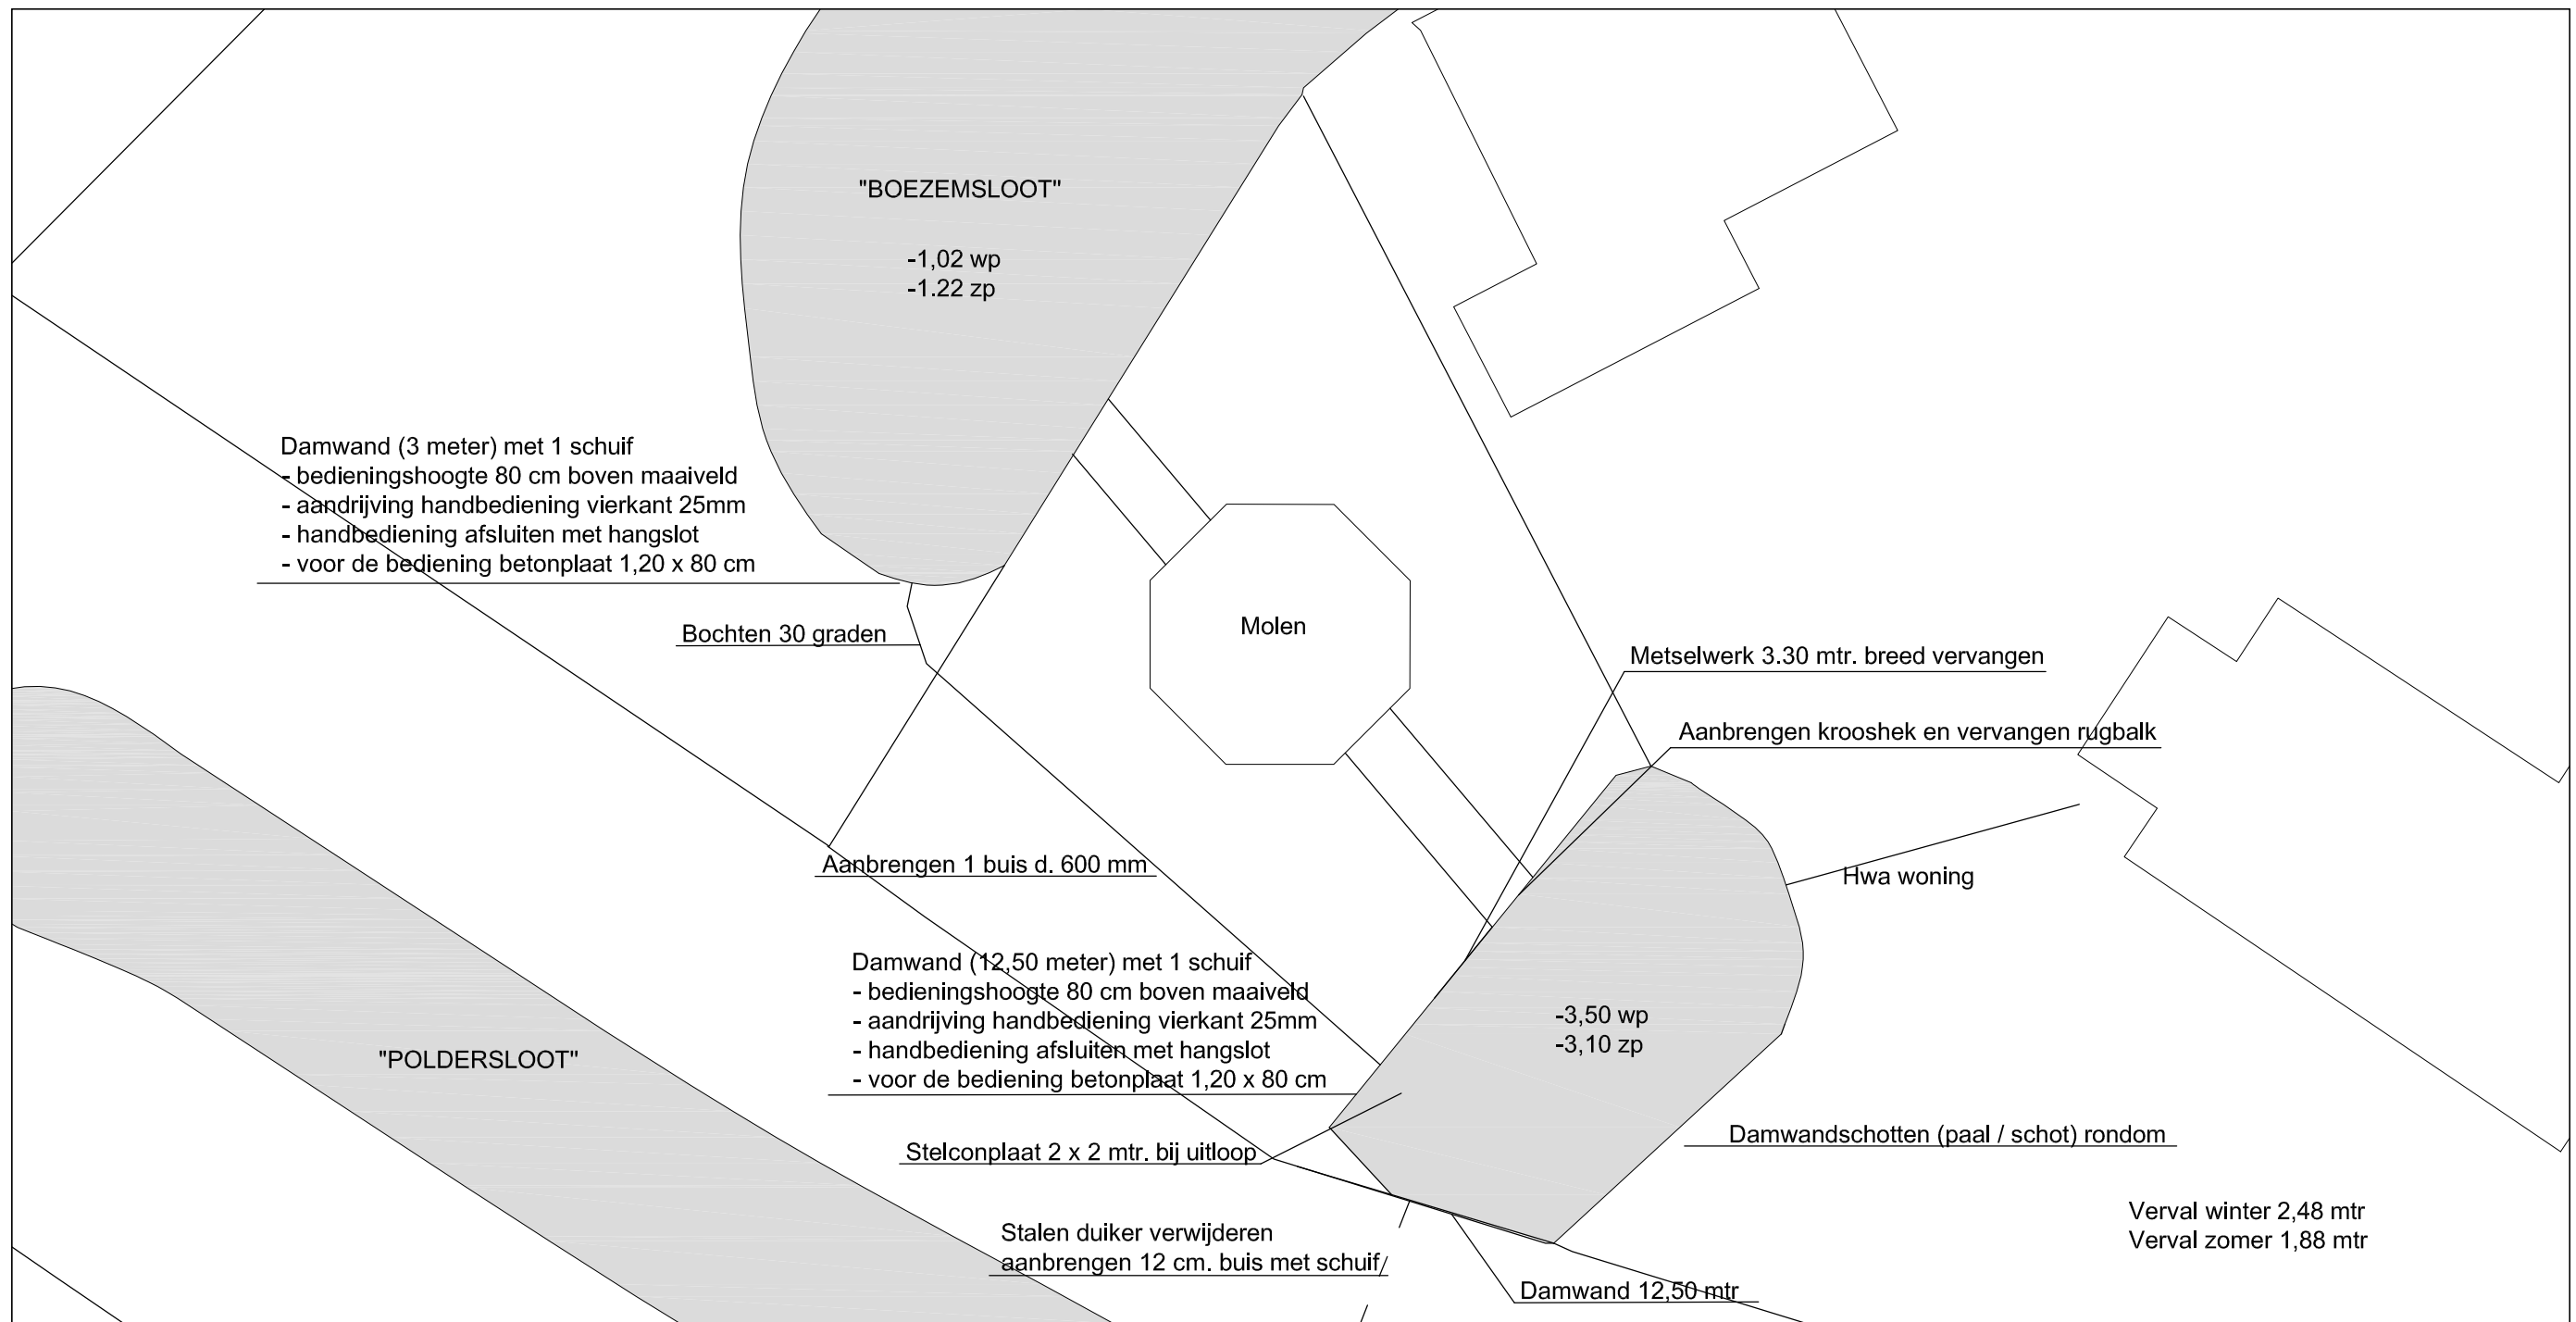 "BOEZEMSLOOT"
-1,02 wp
-1.22 zp
Damwand (3 meter) met 1 schuif
- bedieningshoogte 80 cm boven maaiveld
- aandrijving handbediening vierkant 25mm
- handbediening afsluiten met hangslot
- voor de bediening betonplaat 1,20 x 80 cm
Bochten 30 graden
Molen
Metselwerk 3.30 mtr. breed vervangen
Aanbrengen krooshek en vervangen rugbalk
Aanbrengen 1 buis d. 600 mm
Hwa woning
Damwand (12,50 meter) met 1 schuif
- bedieningshoogte 80 cm boven maaiveld
- aandrijving handbediening vierkant 25mm
- handbediening afsluiten met hangslot
- voor de bediening betonplaat 1,20 x 80 cm
-3,50 wp
-3,10 zp
"POLDERSLOOT"
Stelconplaat 2 x 2 mtr. bij uitloop
Damwandschotten (paal / schot) rondom
Stalen duiker verwijderen
aanbrengen 12 cm. buis met schuif
Verval winter 2,48 mtr
Verval zomer 1,88 mtr
Damwand 12,50 mtr